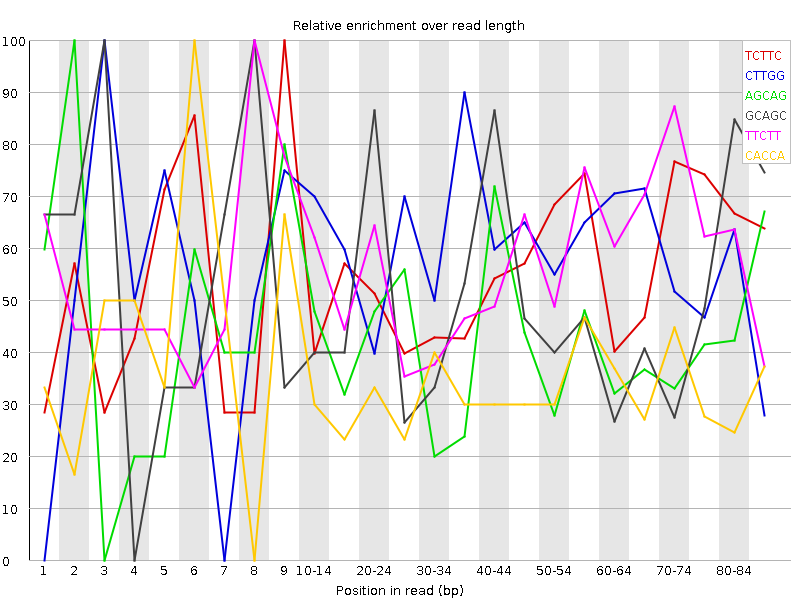 Relative enrichment over read length
100
90
80
70
60
50
40
30
20
10
0
TCTTC
CTTGG
AGCAG
GCAGC
TTCTT
CACCA
1 2 3 4 5 6 7 8 9 10-14 20-24 30-34 40-44 50-54 60-64 70-74 80-84
Position in read (bp)